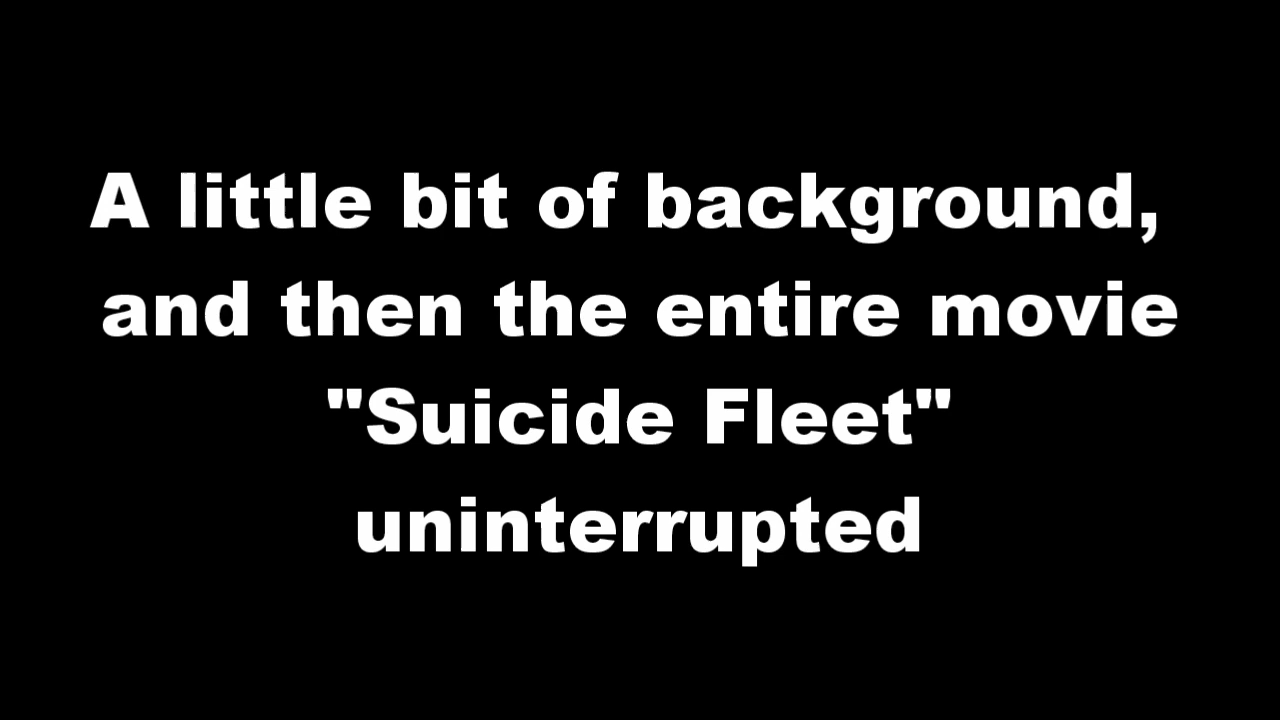 A little bit of background,
and then the entire movie
"Suicide Fleet"
uninterrupted